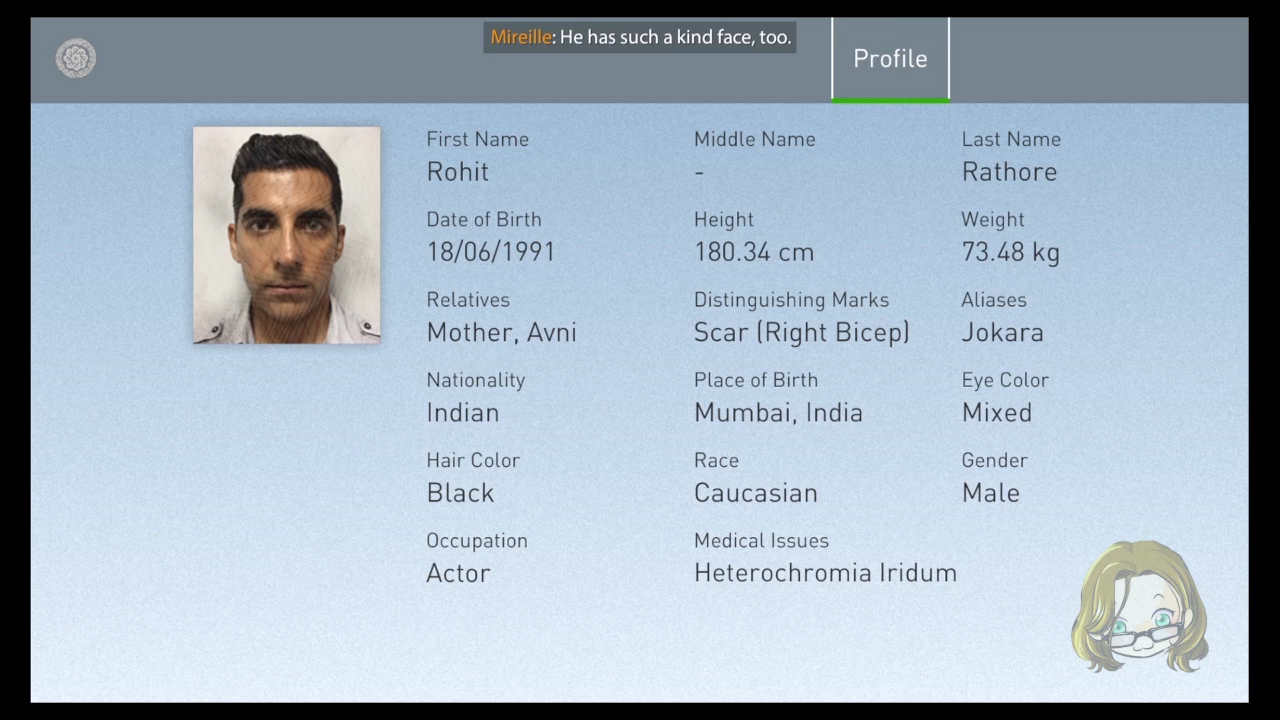 Mireille: He has such a kind face, too.
Profile
First Name
Rohit
Middle Name
-
Last Name
Rathore
Date of Birth
18/06/1991
Height
180.34 cm
Weight
73.48 kg
Relatives
Mother, Avni
Distinguishing Marks
Scar (Right Bicep)
Aliases
Jokara
Nationality
Indian
Place of Birth
Mumbai, India
Eye Color
Mixed
Hair Color
Black
Race
Caucasian
Gender
Male
Occupation
Actor
Medical Issues
Heterochromia Iridum